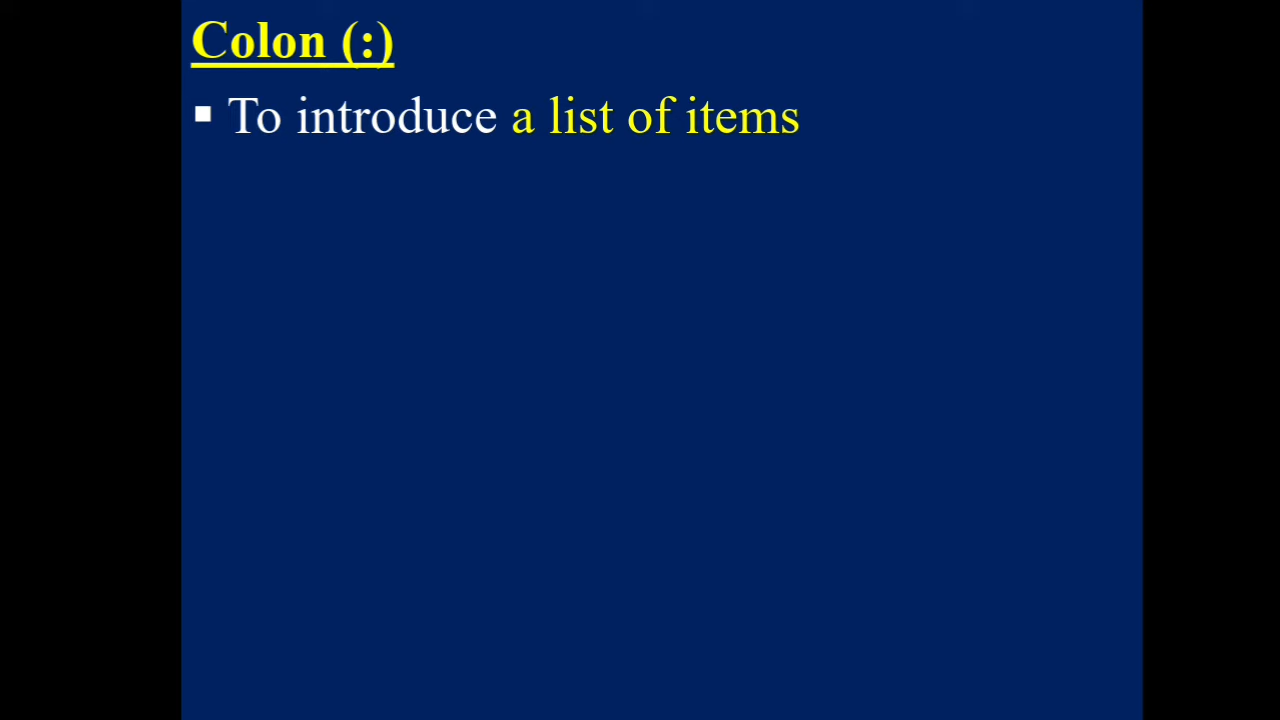 Colon (:)
▪ To introduce a list of items